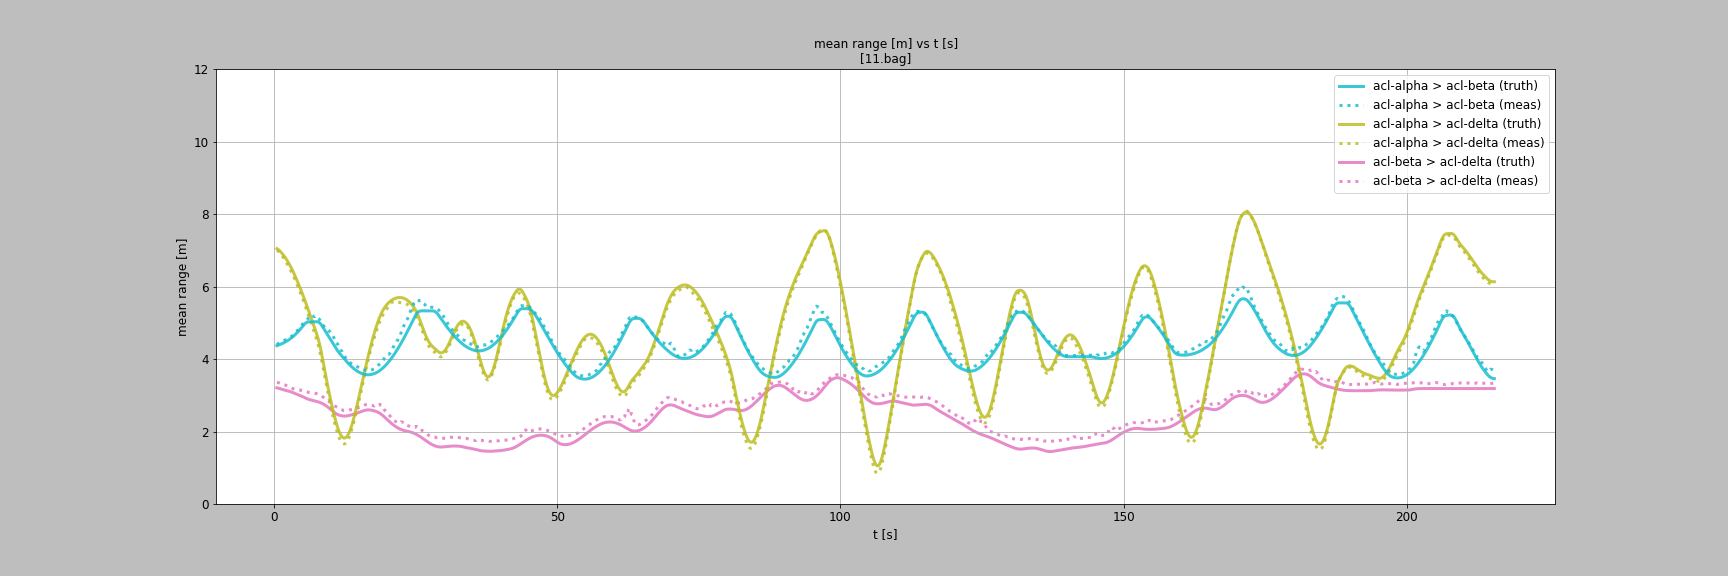 mean range [m] vs t [s]
[11.bag]
12
10
8
6
4
2
0
mean range [m]
acl-alpha > acl-beta (truth)
acl-alpha > acl-beta (meas)
acl-alpha > acl-delta (truth)
acl-alpha > acl-delta (meas)
acl-beta > acl-delta (truth)
acl-beta > acl-delta (meas)
0 50 100 150 200
t [s]